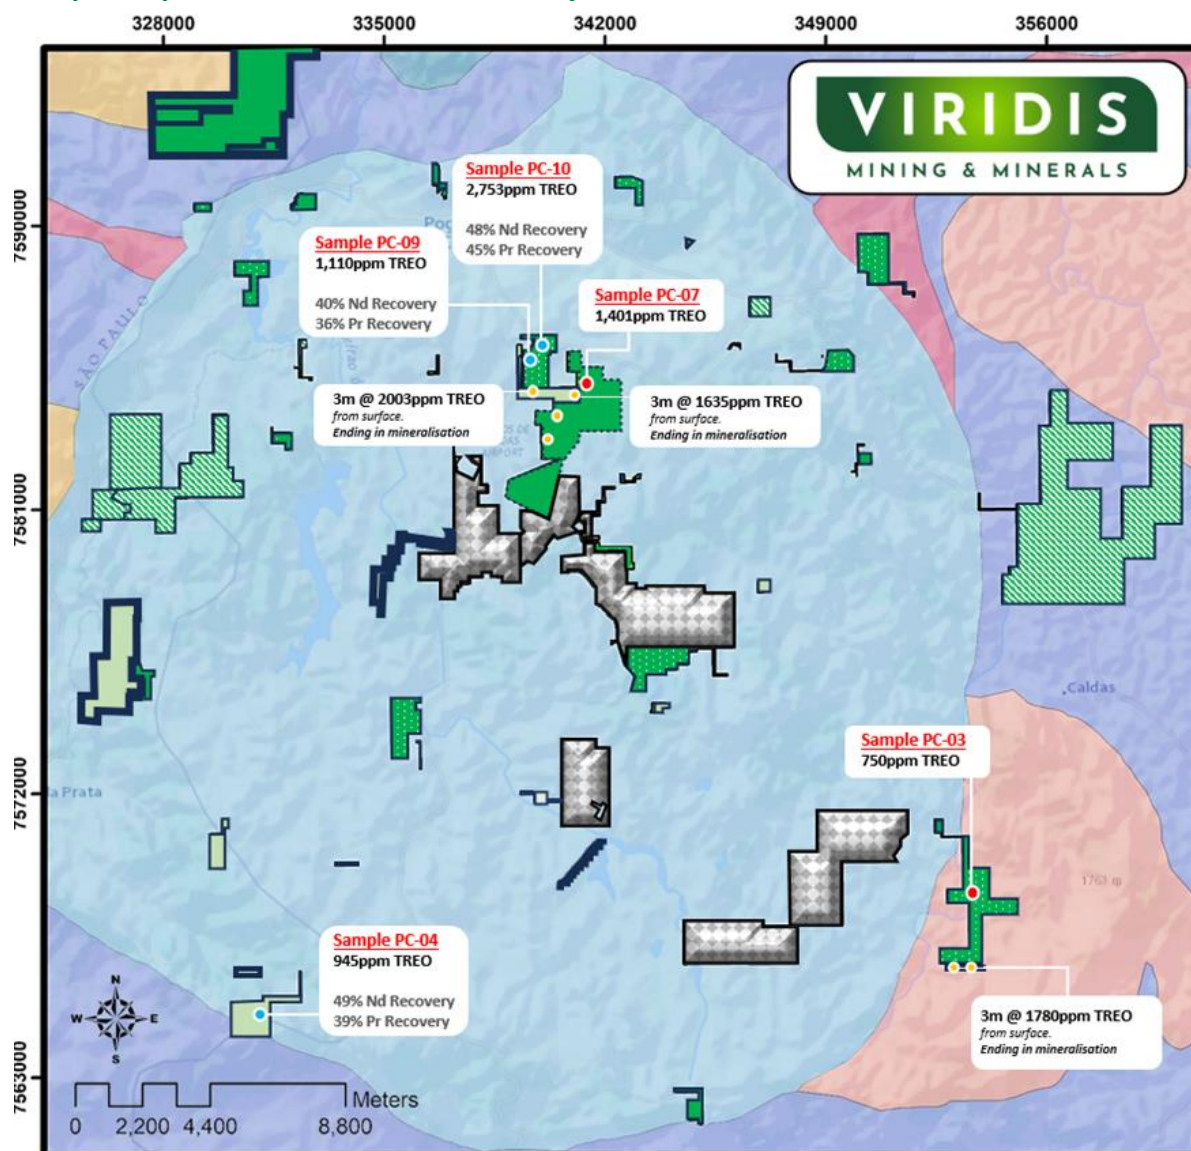 328000
335000
342000
349000
356000
VIRIDIS
MINING & MINERALS
Sample PC-10
2,753ppm TREO
48% Nd Recovery
45% Pr Recovery
7590000
Sample PC-09
1,110ppm TREO
40% Nd Recovery
36% Pr Recovery
Sample PC-07
1,401ppm TREO
SÃO PAULO
3m @ 2003ppm TREO
from surface.
Ending in mineralisation
3m @ 1635ppm TREO
from surface.
Ending in mineralisation
AIRPORT
7581000
Caldas
Sample PC-03
750ppm TREO
7572000
la Prata
Sample PC-04
945ppm TREO
49% Nd Recovery
39% Pr Recovery
N
W
E
S
3m @ 1780ppm TREO
from surface.
Ending in mineralisation
7563000
Meters
0
2,200
4,400
8,800